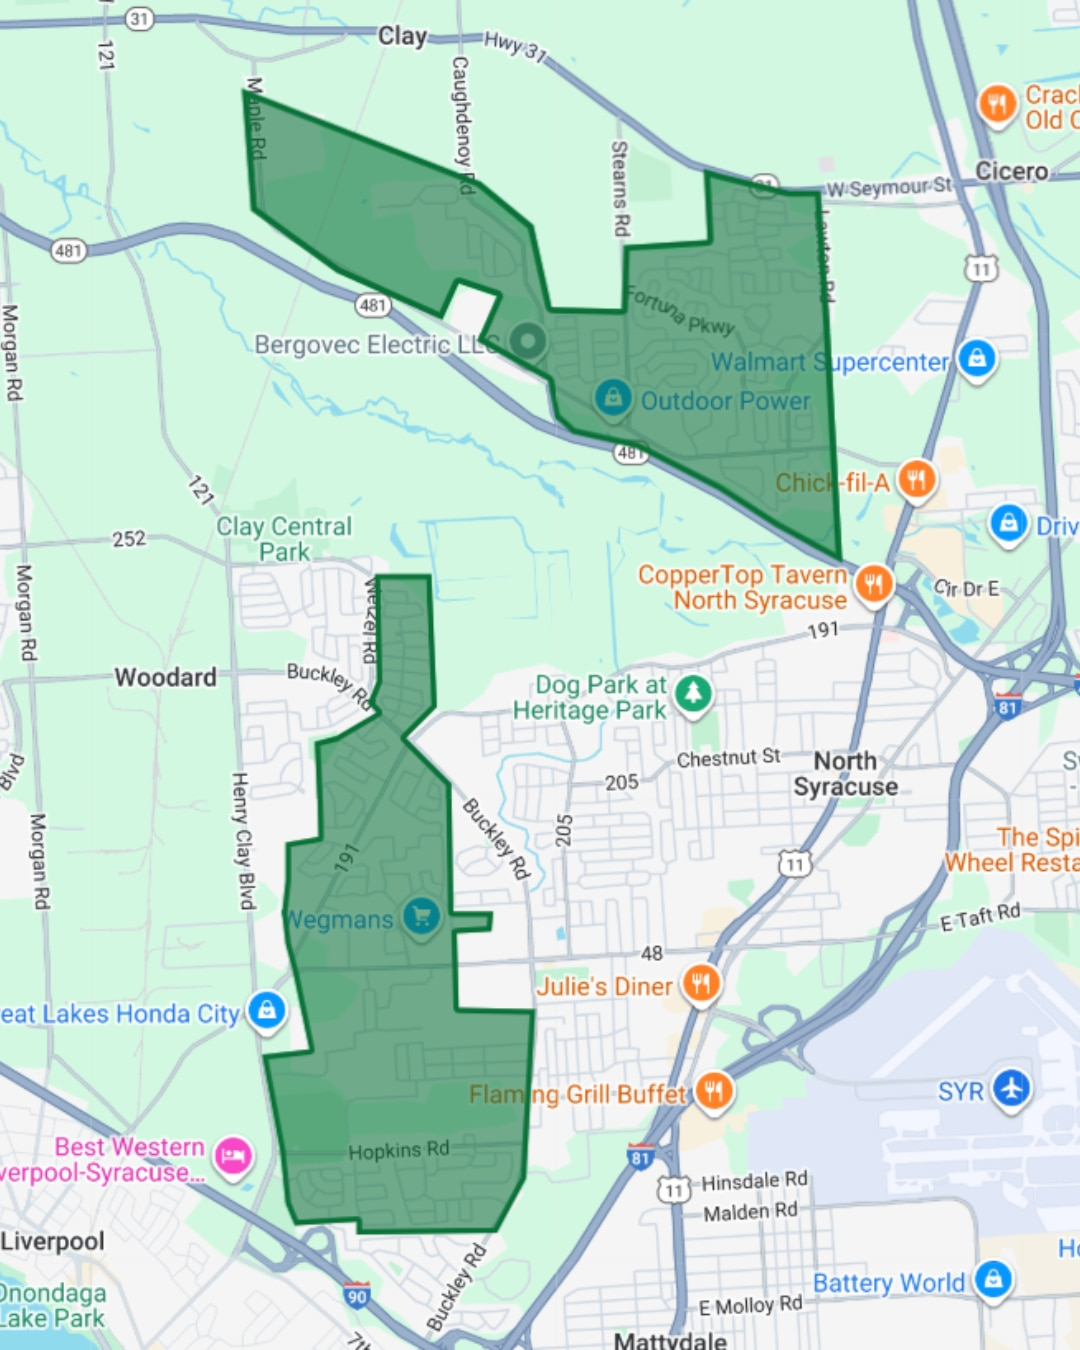 31
Clay
Hwy 31
121
Maple Rd
Caughdenoy Rd
Stearns Rd
31
W Seymour St
Cicero
Crac
Old C
Lawton Rd
481
481
11
Morgan Rd
Fortuna Pkwy
Bergovec Electric LLC
Walmart Supercenter
Outdoor Power
481
Chick-fil-A
121
Driv
252
Clay Central
Park
CopperTop Tavern
North Syracuse
Cir Dr E
Morgan Rd
Wetzel Rd
191
Woodard
Buckley Rd
Dog Park at
Heritage Park
81
Chestnut St
North
Syracuse
Sy
205
Blvd
Henry Clay Blvd
Buckley Rd
205
Morgan Rd
191
11
The Spi
Wheel Resta
Wegmans
E Taft Rd
48
Julie's Diner
eat Lakes Honda City
Flaming Grill Buffet
SYR
Best Western
verpool-Syracuse...
Hopkins Rd
81
11
Hinsdale Rd
Malden Rd
Liverpool
Ho
Onondaga
Lake Park
90
Buckley Rd
Battery World
E Molloy Rd
7th
Mattydale